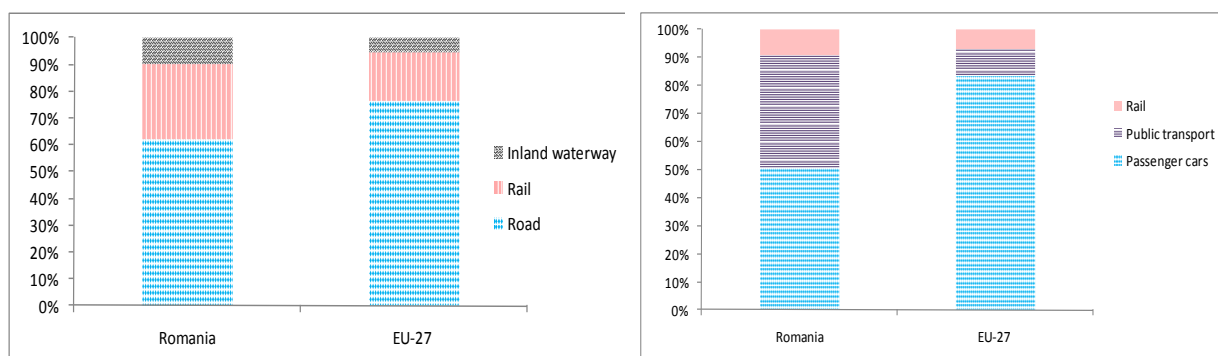 100%
90%
80%
70%
60%
50%
40%
30%
20%
10%
0%
Romania EU-27
Inland waterway
Rail
Road
100%
90%
80%
70%
60%
50%
40%
30%
20%
10%
0%
Romania EU-27
Rail
Public transport
Passenger cars